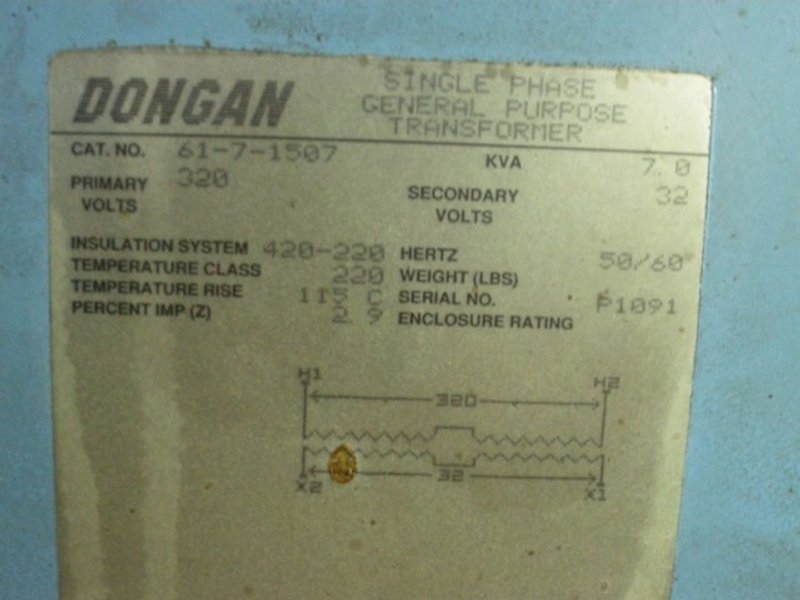 DONGAN
SINGLE PHASE
GENERAL PURPOSE
TRANSFORMER
CAT. NO. 61-7-1507 KVA 7.0
PRIMARY VOLTS 320 SECONDARY VOLTS 32
INSULATION SYSTEM 420-220 HERTZ 50/60
TEMPERATURE CLASS 220 WEIGHT (LBS)
TEMPERATURE RISE 115 C SERIAL NO. P1091
PERCENT IMP (Z) 2 9 ENCLOSURE RATING
H1 H2
320
32
X2 X1